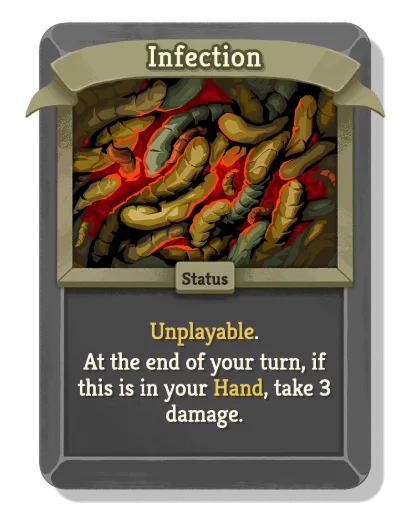 Infection
Status
Unplayable.
At the end of your turn, if
this is in your Hand, take 3
damage.